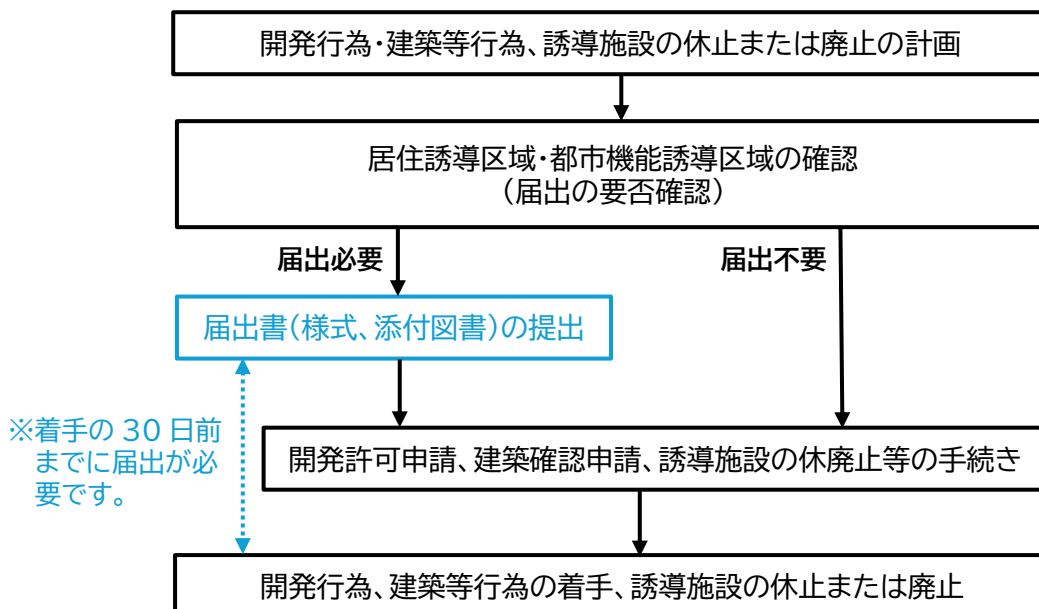 開発行為・建築等行為、誘導施設の休止または廃止の計画
居住誘導区域・都市機能誘導区域の確認
（届出の要否確認）
届出必要
届出不要
届出書（様式、添付図書）の提出
※着手の 30 日前
までに届出が必
要です。
開発許可申請、建築確認申請、誘導施設の休廃止等の手続き
開発行為、建築等行為の着手、誘導施設の休止または廃止